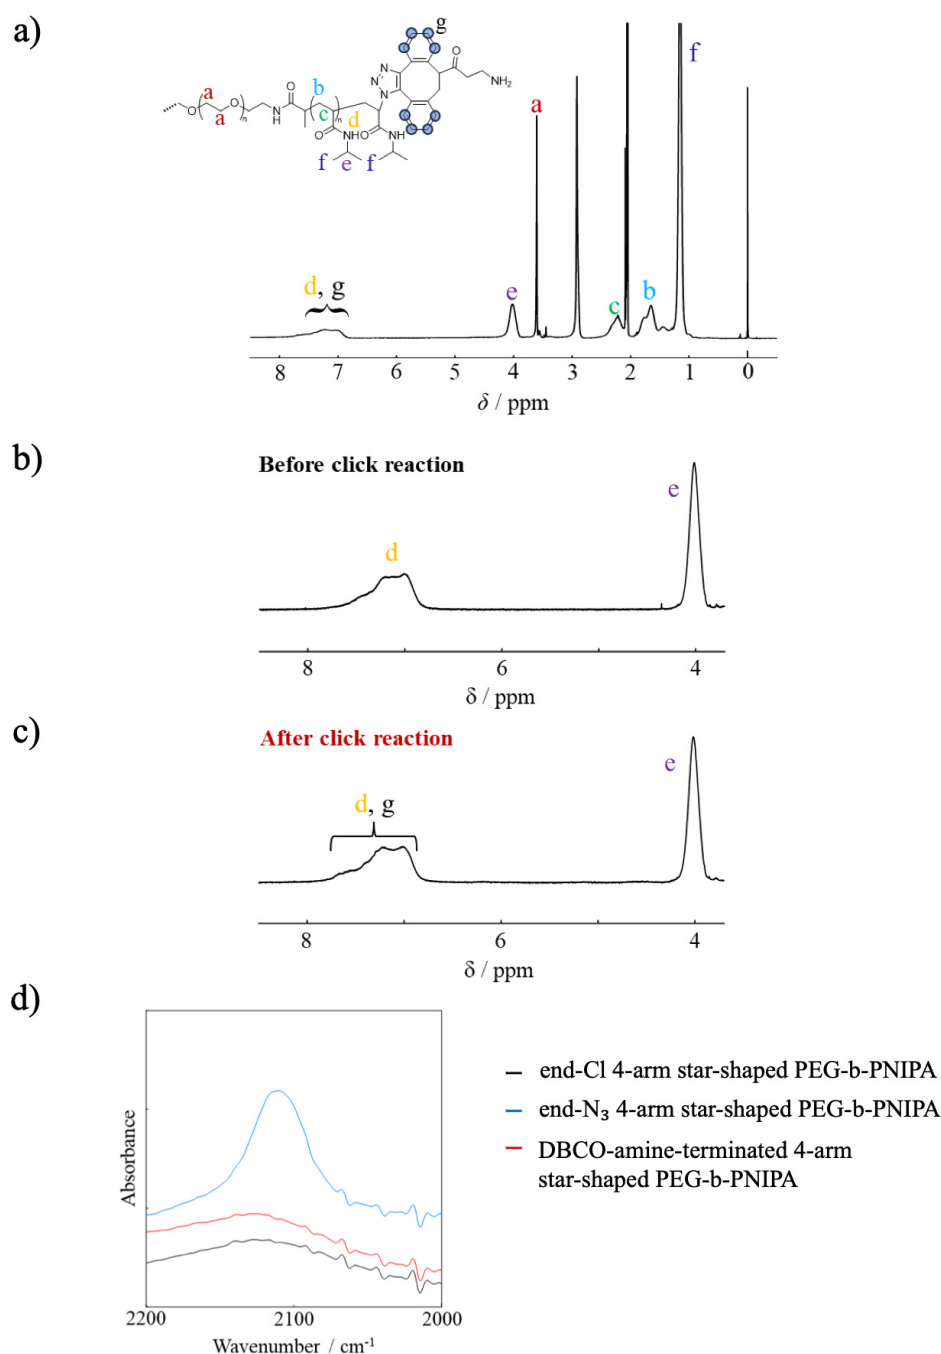 a)
g
O
N
N
N
NH₂
b
a
O
O
n
a
NH
O
c
n
d
O
NH
O
NH
f
e
f
a
f
d, g
e
c
b
8 7 6 5 4 3 2 1 0
δ / ppm
b)
Before click reaction
e
d
8 6 4
δ / ppm
c)
After click reaction
e
d, g
8 6 4
δ / ppm
d)
Absorbance
2200 2100 2000
Wavenumber / cm⁻¹
end-Cl 4-arm star-shaped PEG-b-PNIPA
end-N₃ 4-arm star-shaped PEG-b-PNIPA
DBCO-amine-terminated 4-arm
star-shaped PEG-b-PNIPA